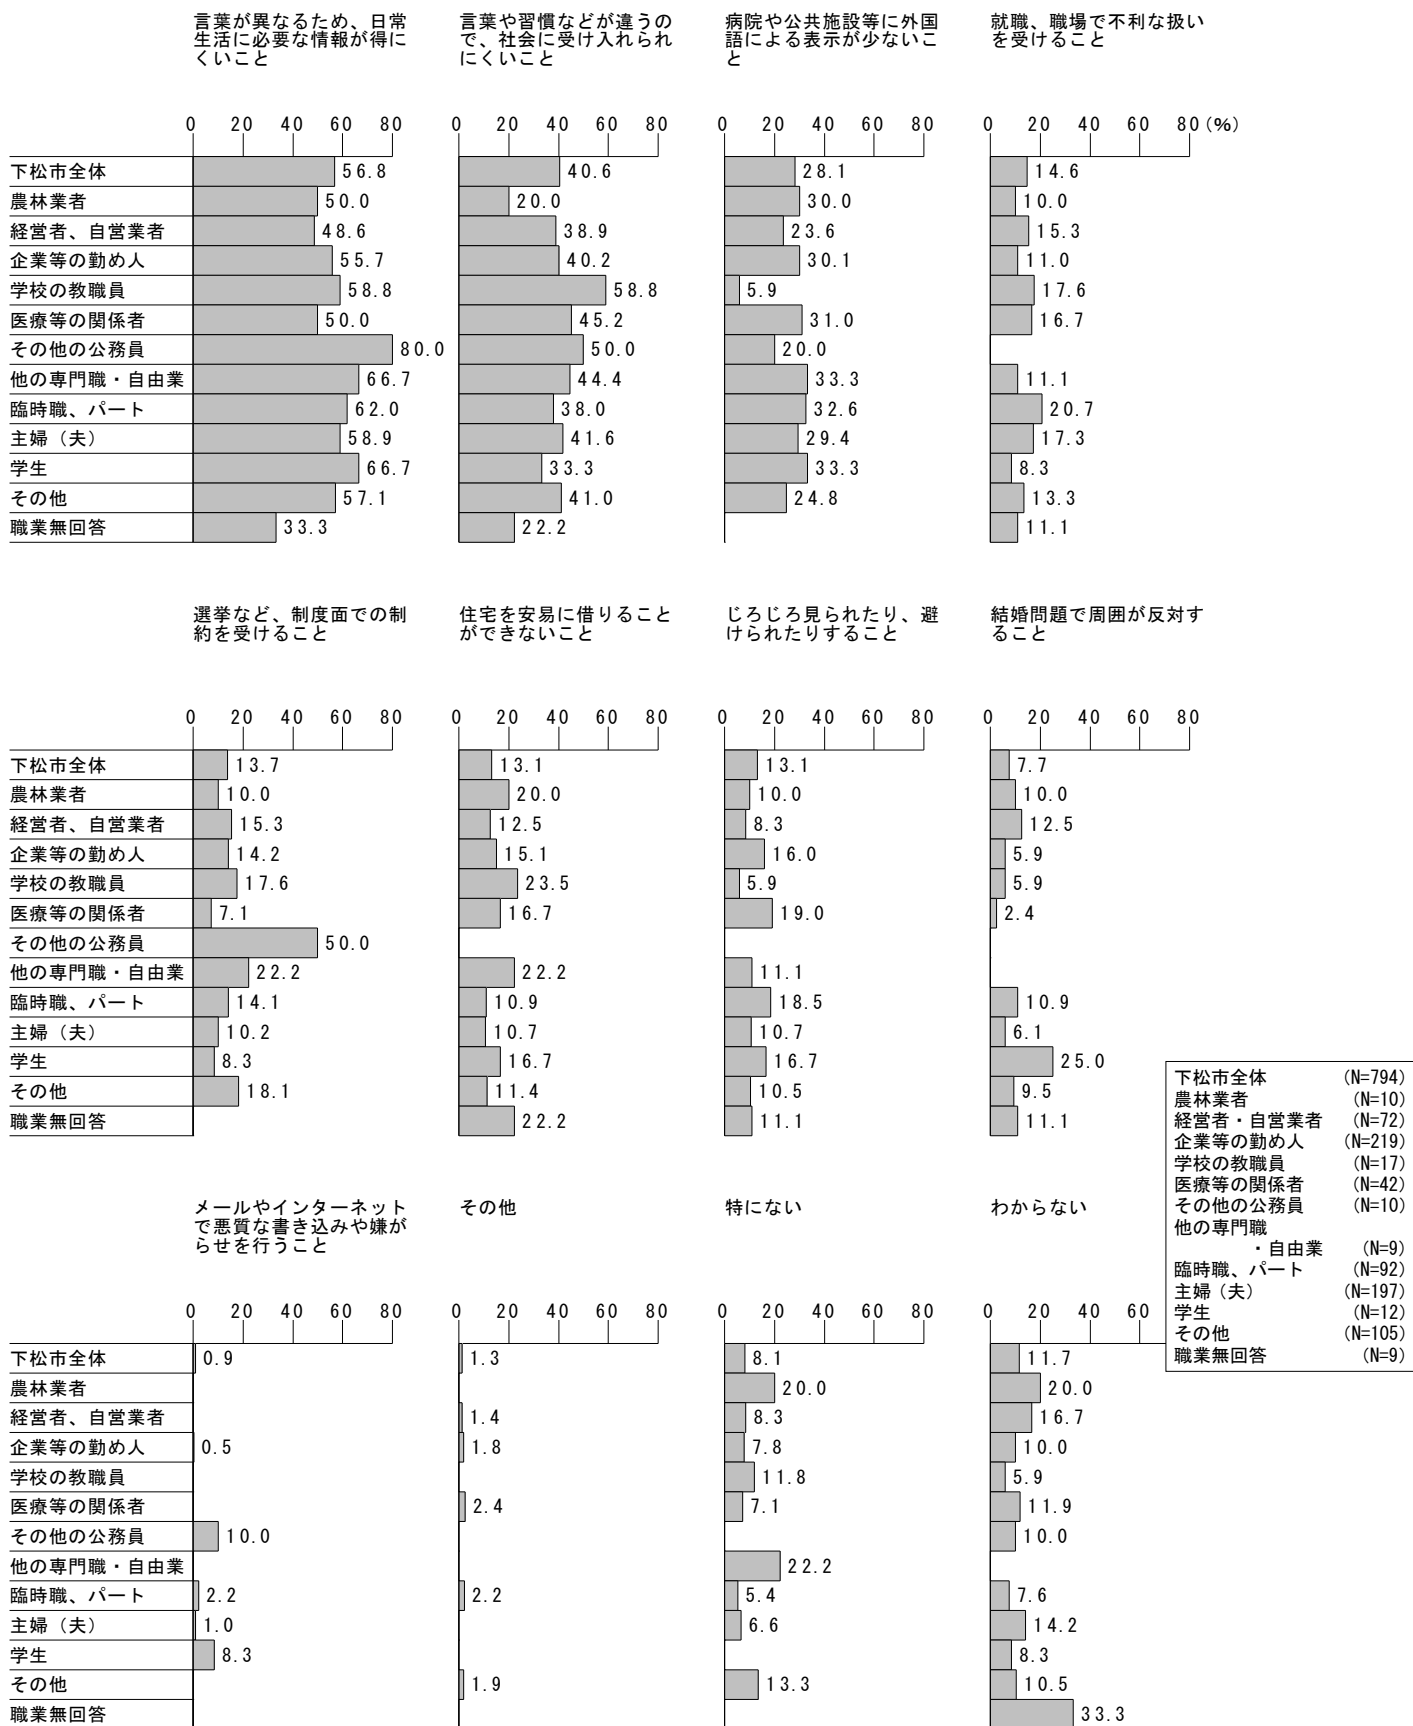 言葉が異なるため、日常
生活に必要な情報が得に
くいこと
言葉や習慣などが違うの
で、社会に受け入れられ
にくいこと
病院や公共施設等に外国
語による表示が少ないこ
と
就職、職場で不利な扱い
を受けること
0 20 40 60 80 0 20 40 60 80 0 20 40 60 80 0 20 40 60 80(%)
下松市全体 56.8 40.6 28.1 14.6
農林業者 50.0 20.0 30.0 10.0
経営者、自営業者 48.6 38.9 23.6 15.3
企業等の勤め人 55.7 40.2 30.1 11.0
学校の教職員 58.8 58.8 5.9 17.6
医療等の関係者 50.0 45.2 31.0 16.7
その他の公務員 80.0 50.0 20.0
他の専門職・自由業 66.7 44.4 33.3 11.1
臨時職、パート 62.0 38.0 32.6 20.7
主婦（夫） 58.9 41.6 29.4 17.3
学生 66.7 33.3 33.3 8.3
その他 57.1 41.0 24.8 13.3
職業無回答 33.3 22.2 11.1
選挙など、制度面での制
約を受けること
住宅を安易に借りること
ができないこと
じろじろ見られたり、避
けられたりすること
結婚問題で周囲が反対す
ること
0 20 40 60 80 0 20 40 60 80 0 20 40 60 80 0 20 40 60 80
下松市全体 13.7 13.1 13.1 7.7
農林業者 10.0 20.0 10.0 10.0
経営者、自営業者 15.3 12.5 8.3 12.5
企業等の勤め人 14.2 15.1 16.0 5.9
学校の教職員 17.6 23.5 5.9 5.9
医療等の関係者 7.1 16.7 19.0 2.4
その他の公務員 50.0
他の専門職・自由業 22.2 22.2 11.1
臨時職、パート 14.1 10.9 18.5 10.9
主婦（夫） 10.2 10.7 10.7 6.1
学生 8.3 16.7 16.7 25.0
その他 18.1 11.4 10.5 9.5
職業無回答 22.2 11.1 11.1
下松市全体 (N=794)
農林業者 (N=10)
経営者・自営業者 (N=72)
企業等の勤め人 (N=219)
学校の教職員 (N=17)
医療等の関係者 (N=42)
その他の公務員 (N=10)
他の専門職
・自由業 (N=9)
臨時職、パート (N=92)
主婦（夫） (N=197)
学生 (N=12)
その他 (N=105)
職業無回答 (N=9)
メールやインターネット
で悪質な書き込みや嫌が
らせを行うこと
その他
特にない
わからない
0 20 40 60 80 0 20 40 60 80 0 20 40 60 80 0 20 40 60
下松市全体 0.9 1.3 8.1 11.7
農林業者 20.0 20.0
経営者、自営業者 1.4 8.3 16.7
企業等の勤め人 0.5 1.8 7.8 10.0
学校の教職員 11.8 5.9
医療等の関係者 2.4 7.1 11.9
その他の公務員 10.0 10.0
他の専門職・自由業 22.2
臨時職、パート 2.2 2.2 5.4 7.6
主婦（夫） 1.0 6.6 14.2
学生 8.3 8.3
その他 1.9 13.3 10.5
職業無回答 33.3